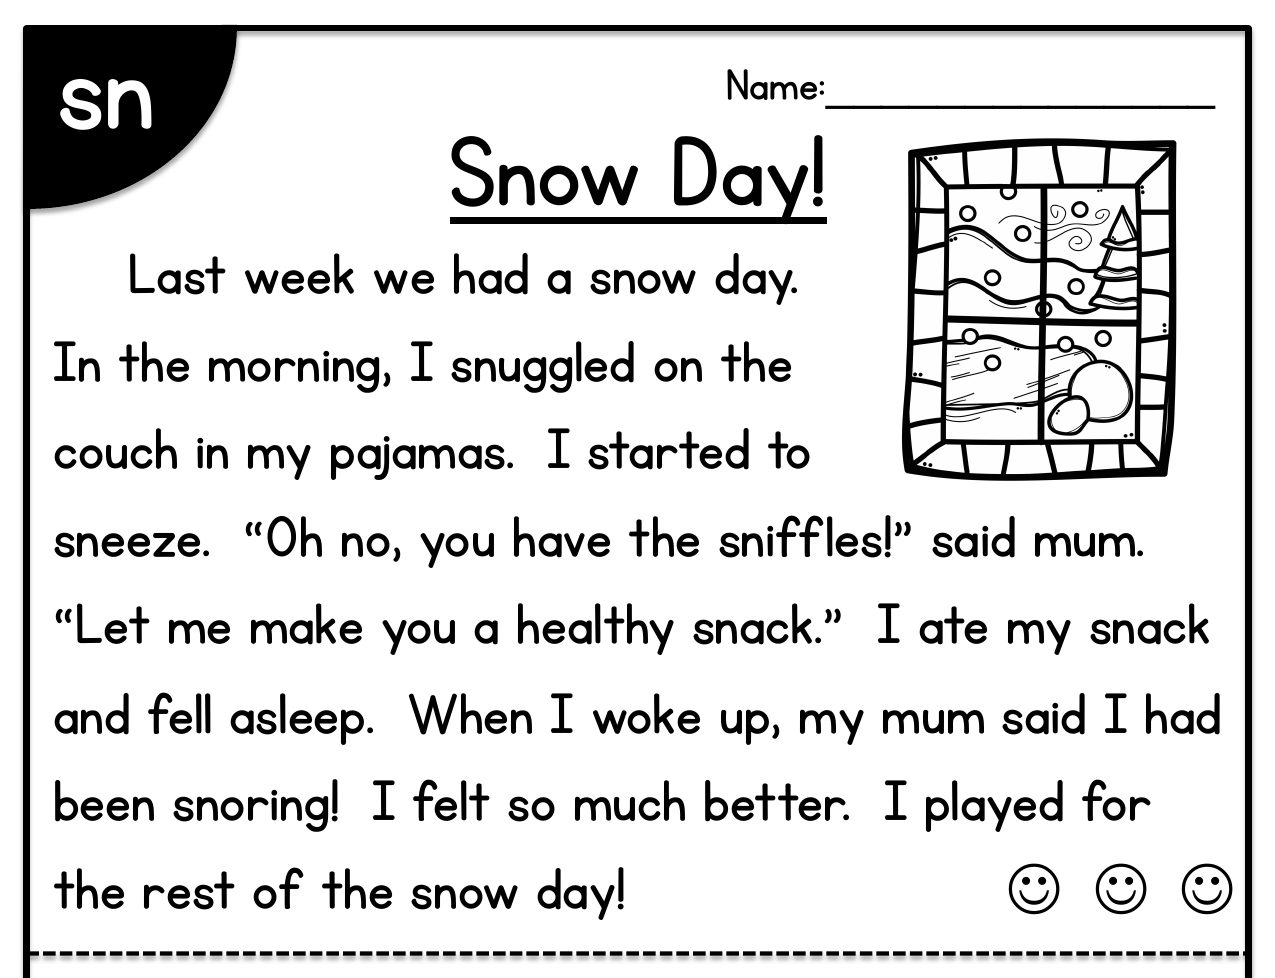 sn
Name:
Snow Day!
Last week we had a snow day.
In the morning, I snuggled on the
couch in my pajamas. I started to
sneeze. “Oh no, you have the sniffles!” said mum.
“Let me make you a healthy snack.” I ate my snack
and fell asleep. When I woke up, my mum said I had
been snoring! I felt so much better. I played for
the rest of the snow day!